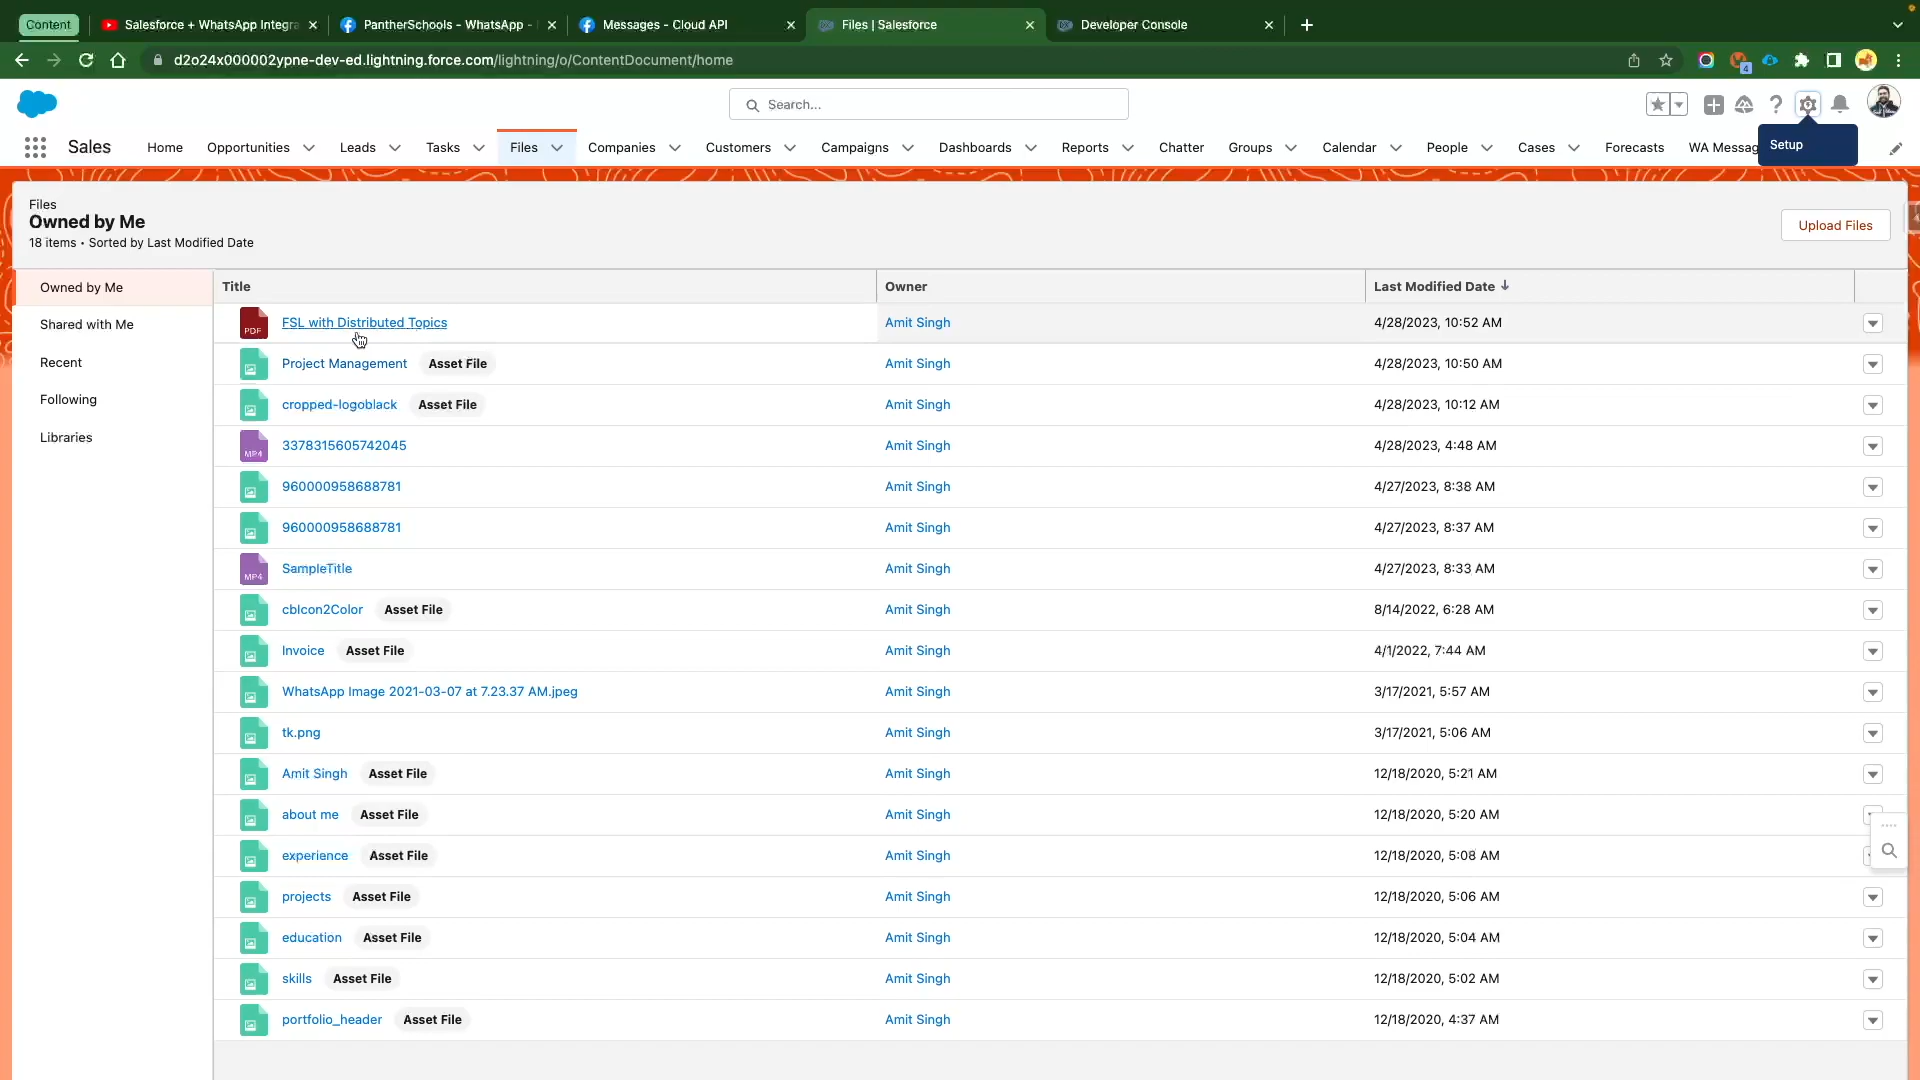 Content
Salesforce + WhatsApp Integra
PantherSchools - WhatsApp -
Messages - Cloud API
Files | Salesforce
Developer Console
d2o24x000002ypne-dev-ed.lightning.force.com/lightning/o/ContentDocument/home
4
Search...
Sales
Home
Opportunities
Leads
Tasks
Files
Companies
Customers
Campaigns
Dashboards
Reports
Chatter
Groups
Calendar
People
Cases
Forecasts
WA Messag
Setup
Files
Owned by Me
18 items • Sorted by Last Modified Date
Upload Files
Owned by Me
Shared with Me
Recent
Following
Libraries
Title Owner Last Modified Date
PDF FSL with Distributed Topics Amit Singh 4/28/2023, 10:52 AM
Project Management Asset File Amit Singh 4/28/2023, 10:50 AM
cropped-logoblack Asset File Amit Singh 4/28/2023, 10:12 AM
MP4 3378315605742045 Amit Singh 4/28/2023, 4:48 AM
960000958688781 Amit Singh 4/27/2023, 8:38 AM
960000958688781 Amit Singh 4/27/2023, 8:37 AM
MP4 SampleTitle Amit Singh 4/27/2023, 8:33 AM
cbIcon2Color Asset File Amit Singh 8/14/2022, 6:28 AM
Invoice Asset File Amit Singh 4/1/2022, 7:44 AM
WhatsApp Image 2021-03-07 at 7.23.37 AM.jpeg Amit Singh 3/17/2021, 5:57 AM
tk.png Amit Singh 3/17/2021, 5:06 AM
Amit Singh Asset File Amit Singh 12/18/2020, 5:21 AM
about me Asset File Amit Singh 12/18/2020, 5:20 AM
experience Asset File Amit Singh 12/18/2020, 5:08 AM
projects Asset File Amit Singh 12/18/2020, 5:06 AM
education Asset File Amit Singh 12/18/2020, 5:04 AM
skills Asset File Amit Singh 12/18/2020, 5:02 AM
portfolio_header Asset File Amit Singh 12/18/2020, 4:37 AM